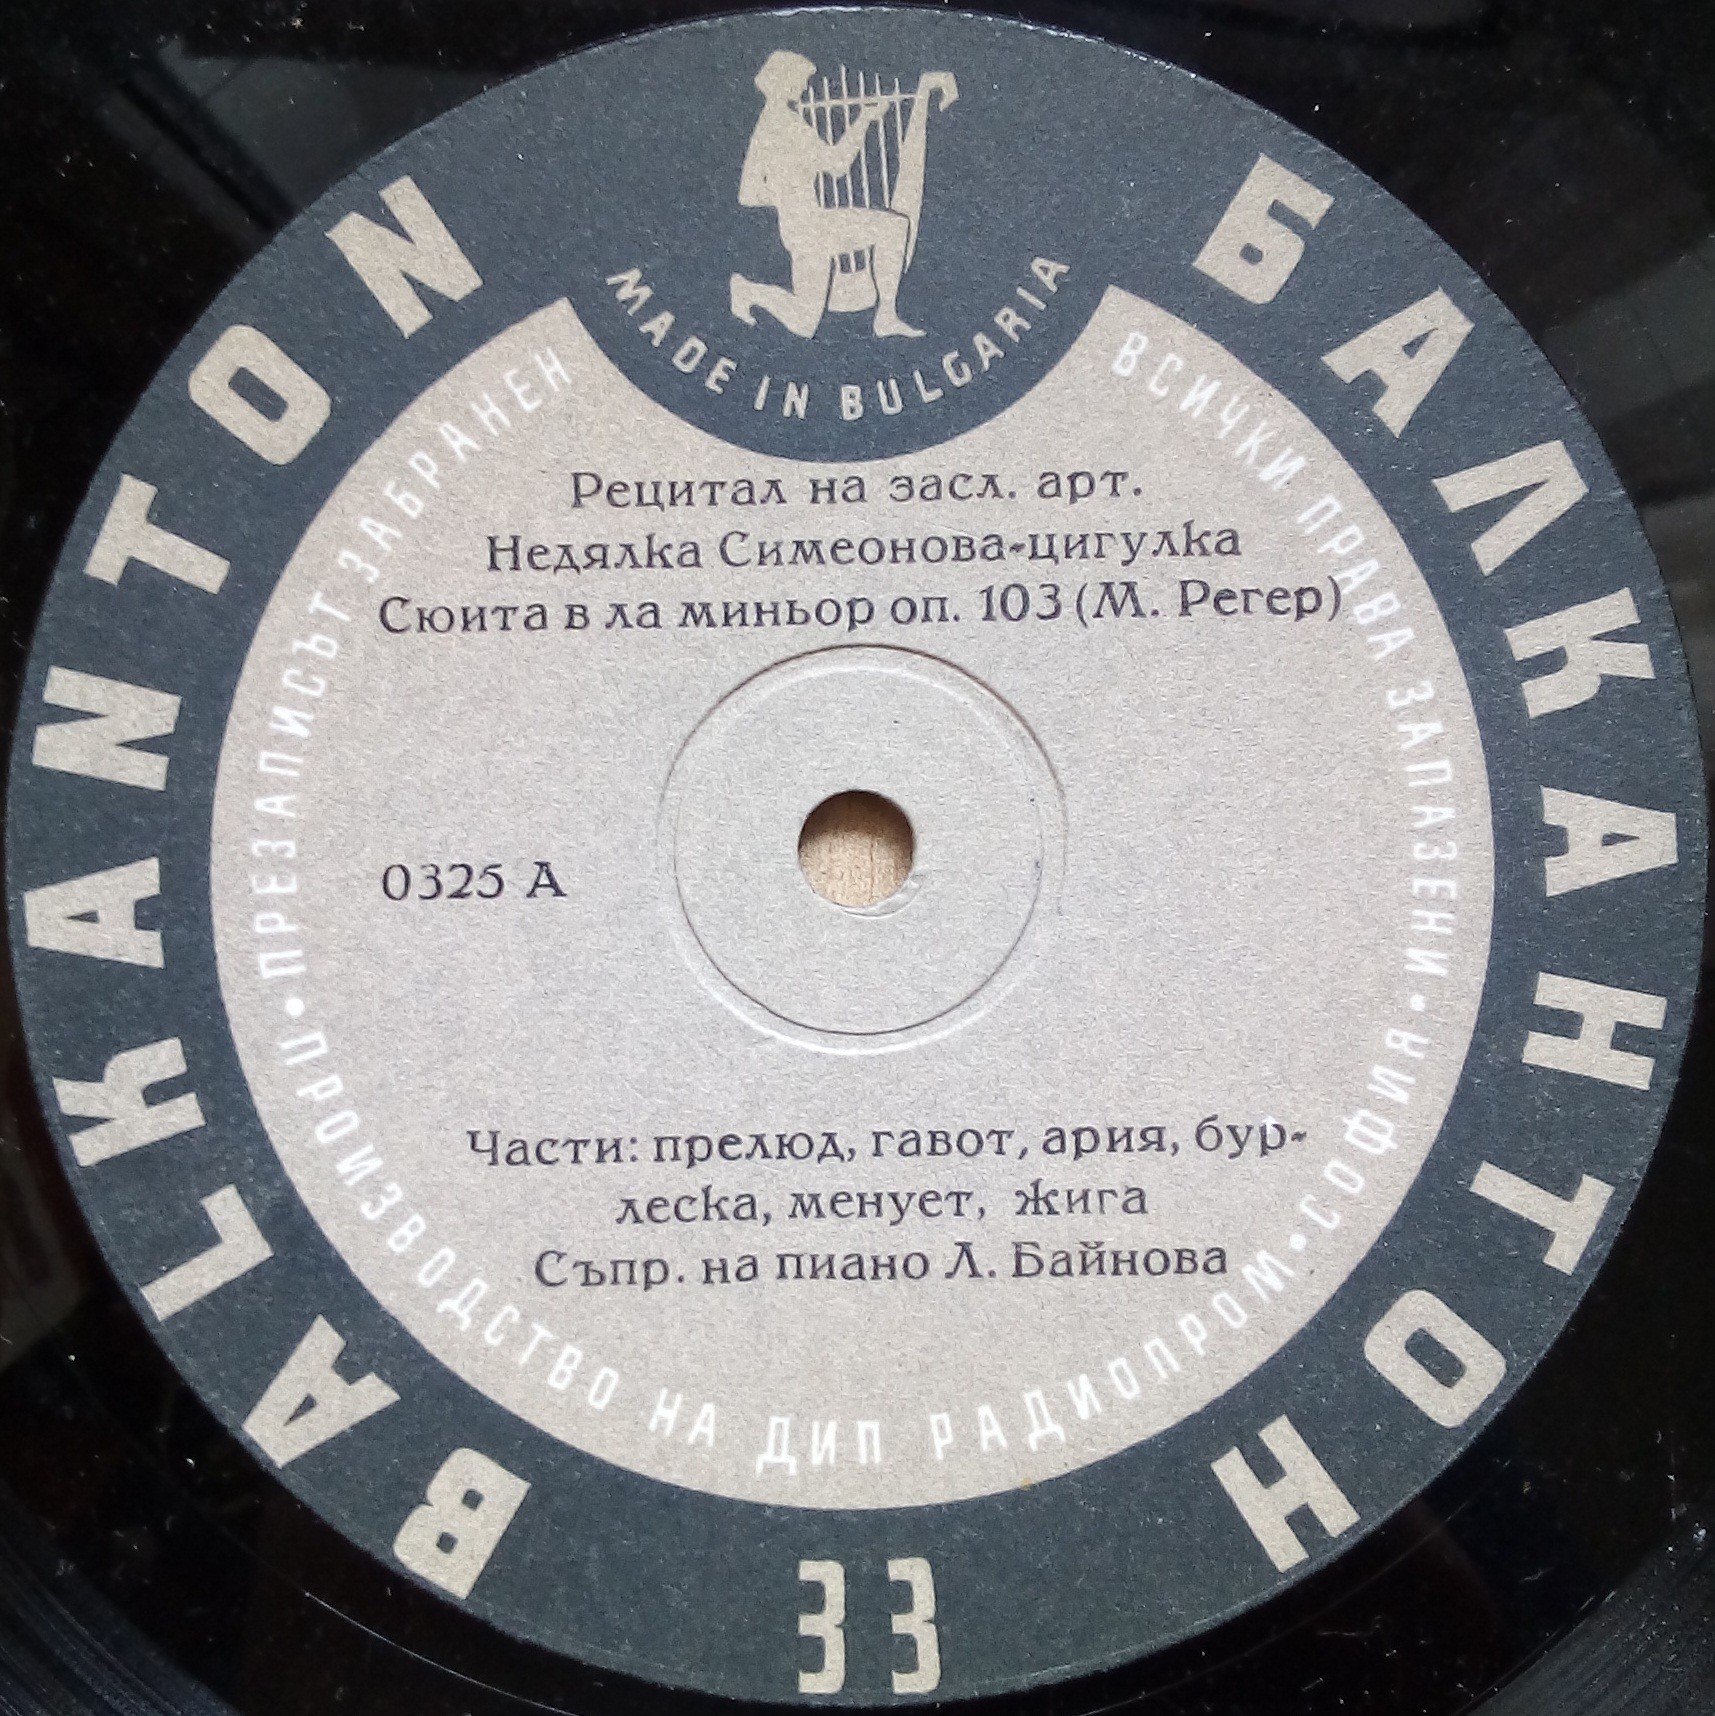 BALKANTON
БАЛКАНТОН
MADE IN BULGARIA
ПРЕЗАПИСЪТ ЗАБРАНЕН
ВСИЧКИ ПРАВА ЗАПАЗЕНИ •
Рецитал на засл. арт.
Недялка Симеонова-цигулка
Сюита в ла миньор оп. 103 (М. Регер)
0325 А
Части: прелюд, гавот, ария, бур-
леска, менует, жига
Съпр. на пиано Л. Байнова
• ПРОИЗВОДСТВО НА ДИП РАДИОПРОМ • СОФИЯ
33